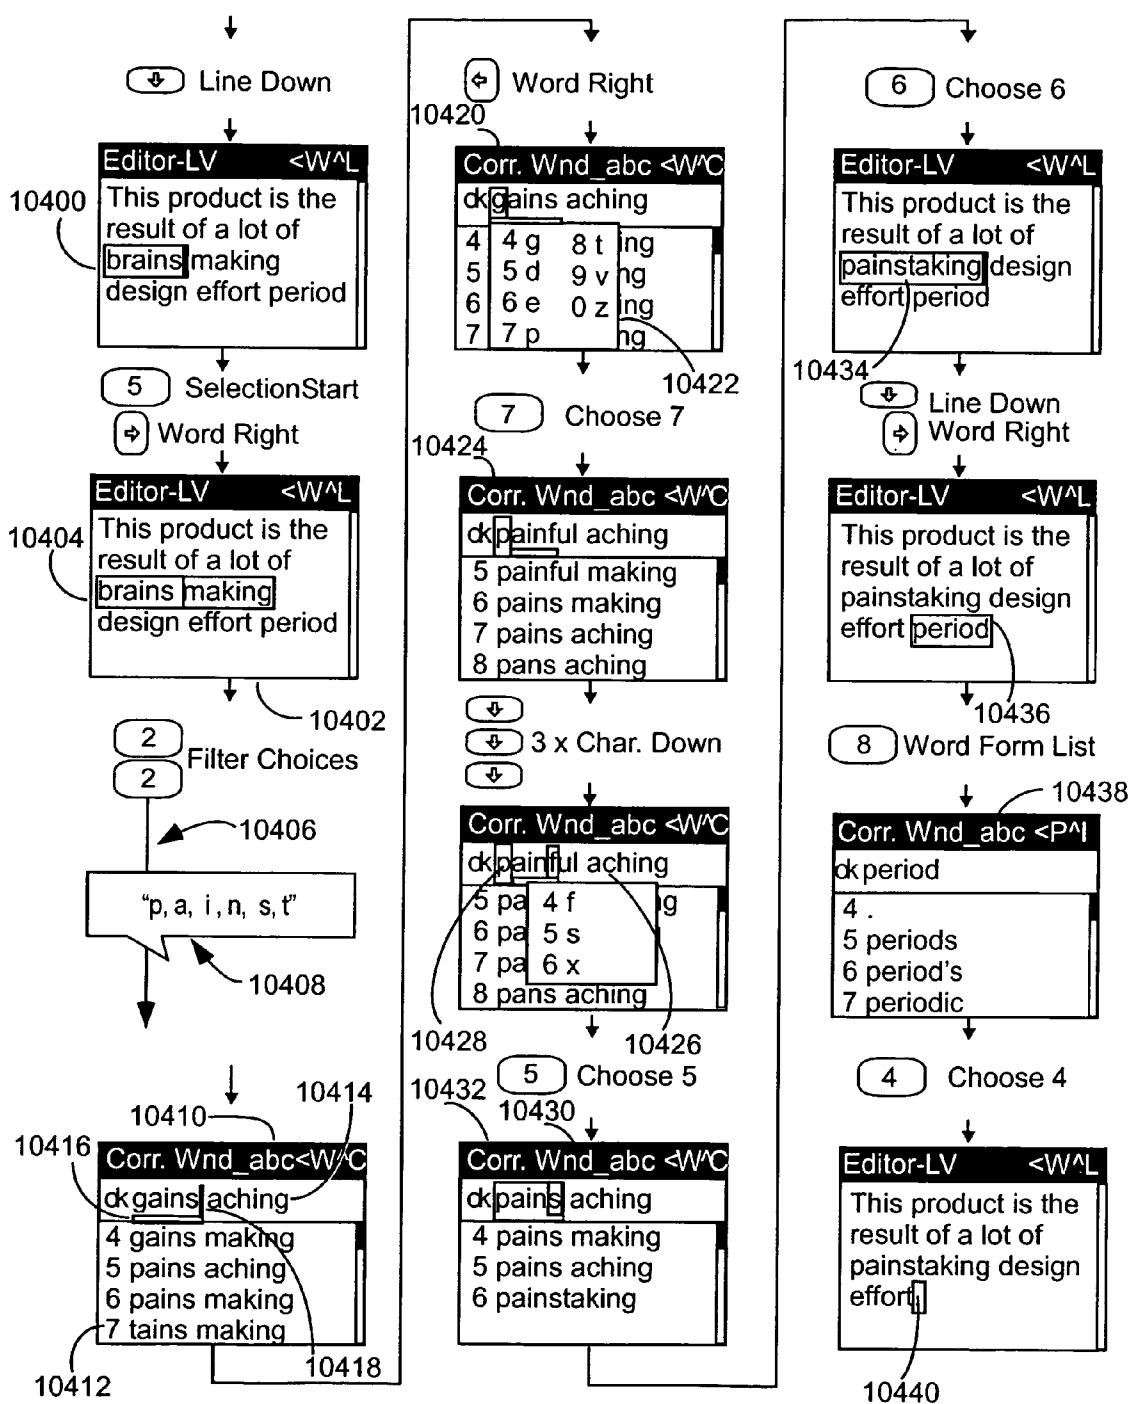 Line Down
10400
Editor-LV <W^L
This product is the
result of a lot of
brains making
design effort period
5 SelectionStart
Word Right
10404
Editor-LV <W^L
This product is the
result of a lot of
brains making
design effort period
10402
2
2
Filter Choices
10406
"p, a, i, n, s, t"
10408
10414
10410
10416
Corr. Wnd_abc<W^C
ok gains aching
4 gains making
5 pains aching
6 pains making
7 tains making
10418
10412
Word Right
10420
Corr. Wnd_abc <W^C
ok gains aching
4 4 g 8 t ing
5 5 d 9 v ng
6 6 e 0 z ing
7 7 p ng
10422
7 Choose 7
10424
Corr. Wnd_abc <W^C
ok painful aching
5 painful making
6 pains making
7 pains aching
8 pans aching
3 x Char. Down
Corr. Wnd_abc <W^C
ok painful aching
5 pa 4 f g
6 pa 5 s
7 pa 6 x
8 pans aching
10428
10426
5 Choose 5
10432
10430
Corr. Wnd_abc <W^C
ok pains aching
4 pains making
5 pains aching
6 painstaking
6 Choose 6
Editor-LV <W^L
This product is the
result of a lot of
painstaking design
effort period
10434
Line Down
Word Right
Editor-LV <W^L
This product is the
result of a lot of
painstaking design
effort period
10436
8 Word Form List
10438
Corr. Wnd_abc <P^I
ok period
4 .
5 periods
6 period's
7 periodic
4 Choose 4
Editor-LV <W^L
This product is the
result of a lot of
painstaking design
effort.
10440